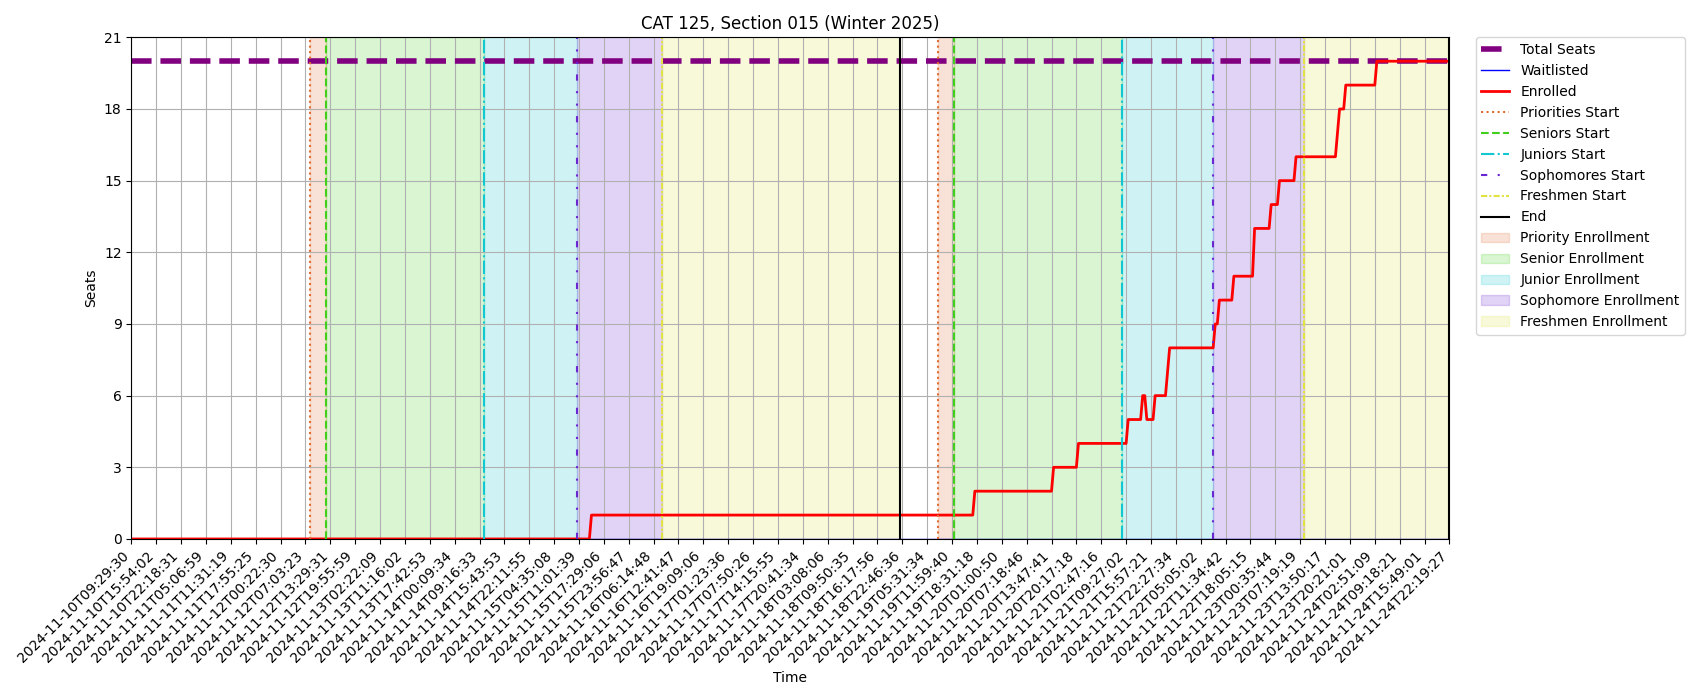 CAT 125, Section 015 (Winter 2025)
21
18
15
12
9
6
3
0
Seats
2024-11-10T09:29:30
2024-11-10T15:54:02
2024-11-10T22:18:31
2024-11-11T05:06:59
2024-11-11T11:31:19
2024-11-11T17:55:25
2024-11-12T00:22:30
2024-11-12T07:03:23
2024-11-12T13:29:31
2024-11-12T19:55:59
2024-11-13T02:22:09
2024-11-13T11:16:02
2024-11-13T17:42:53
2024-11-14T00:09:34
2024-11-14T09:16:33
2024-11-14T15:43:53
2024-11-14T22:11:55
2024-11-15T04:35:08
2024-11-15T11:01:39
2024-11-15T17:29:06
2024-11-15T23:56:47
2024-11-16T06:14:48
2024-11-16T12:41:47
2024-11-16T19:09:06
2024-11-17T01:23:36
2024-11-17T07:50:26
2024-11-17T14:15:55
2024-11-17T20:41:34
2024-11-18T03:08:06
2024-11-18T09:50:35
2024-11-18T16:17:56
2024-11-18T22:46:30
2024-11-19T05:31:34
2024-11-19T11:59:40
2024-11-19T18:31:18
2024-11-20T01:00:50
2024-11-20T07:18:46
2024-11-20T13:47:41
2024-11-20T20:17:18
2024-11-21T02:47:16
2024-11-21T09:27:02
2024-11-21T15:57:21
2024-11-21T22:27:34
2024-11-22T05:05:02
2024-11-22T11:34:42
2024-11-22T18:05:15
2024-11-23T00:35:44
2024-11-23T07:19:19
2024-11-23T13:50:17
2024-11-23T20:21:01
2024-11-24T02:51:09
2024-11-24T09:18:21
2024-11-24T15:49:01
2024-11-24T22:19:27
Time
Total Seats
Waitlisted
Enrolled
Priorities Start
Seniors Start
Juniors Start
Sophomores Start
Freshmen Start
End
Priority Enrollment
Senior Enrollment
Junior Enrollment
Sophomore Enrollment
Freshmen Enrollment